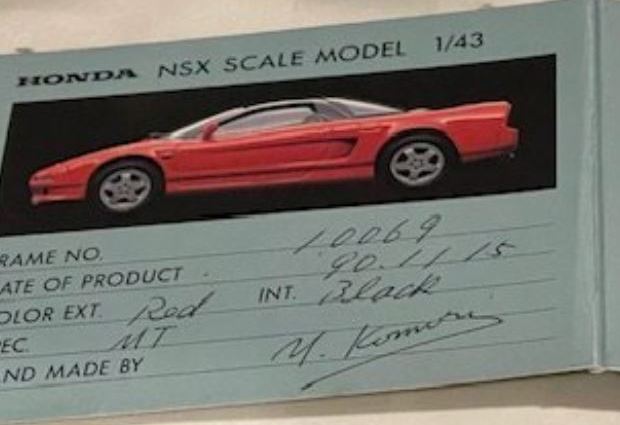 HONDA NSX SCALE MODEL 1/43
RAME NO. 10069
ATE OF PRODUCT. 90.11.15
OLOR EXT. Red INT. Black
EC. MT
ND MADE BY M. Komori